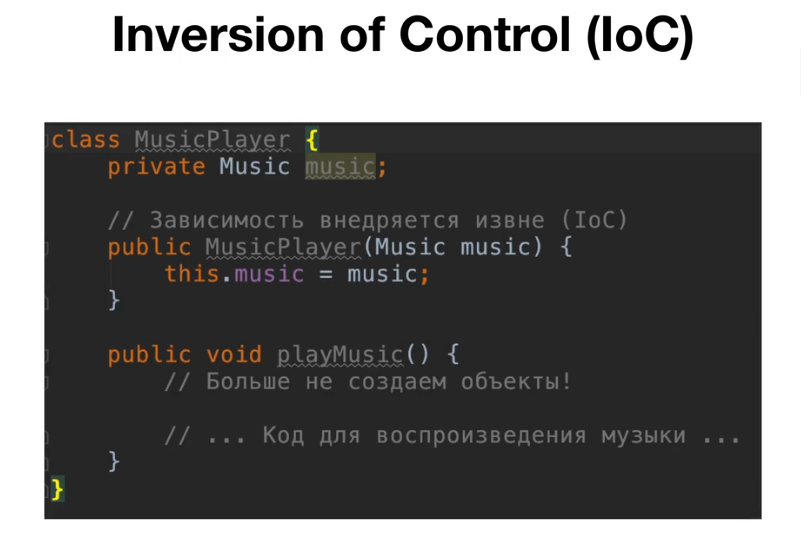 Inversion of Control (IoC)
class MusicPlayer {
private Music music;
// Зависимость внедряется извне (IoC)
public MusicPlayer(Music music) {
this.music = music;
}
public void playMusic() {
// Больше не создаем объекты!
// ... Код для воспроизведения музыки ...
}
}